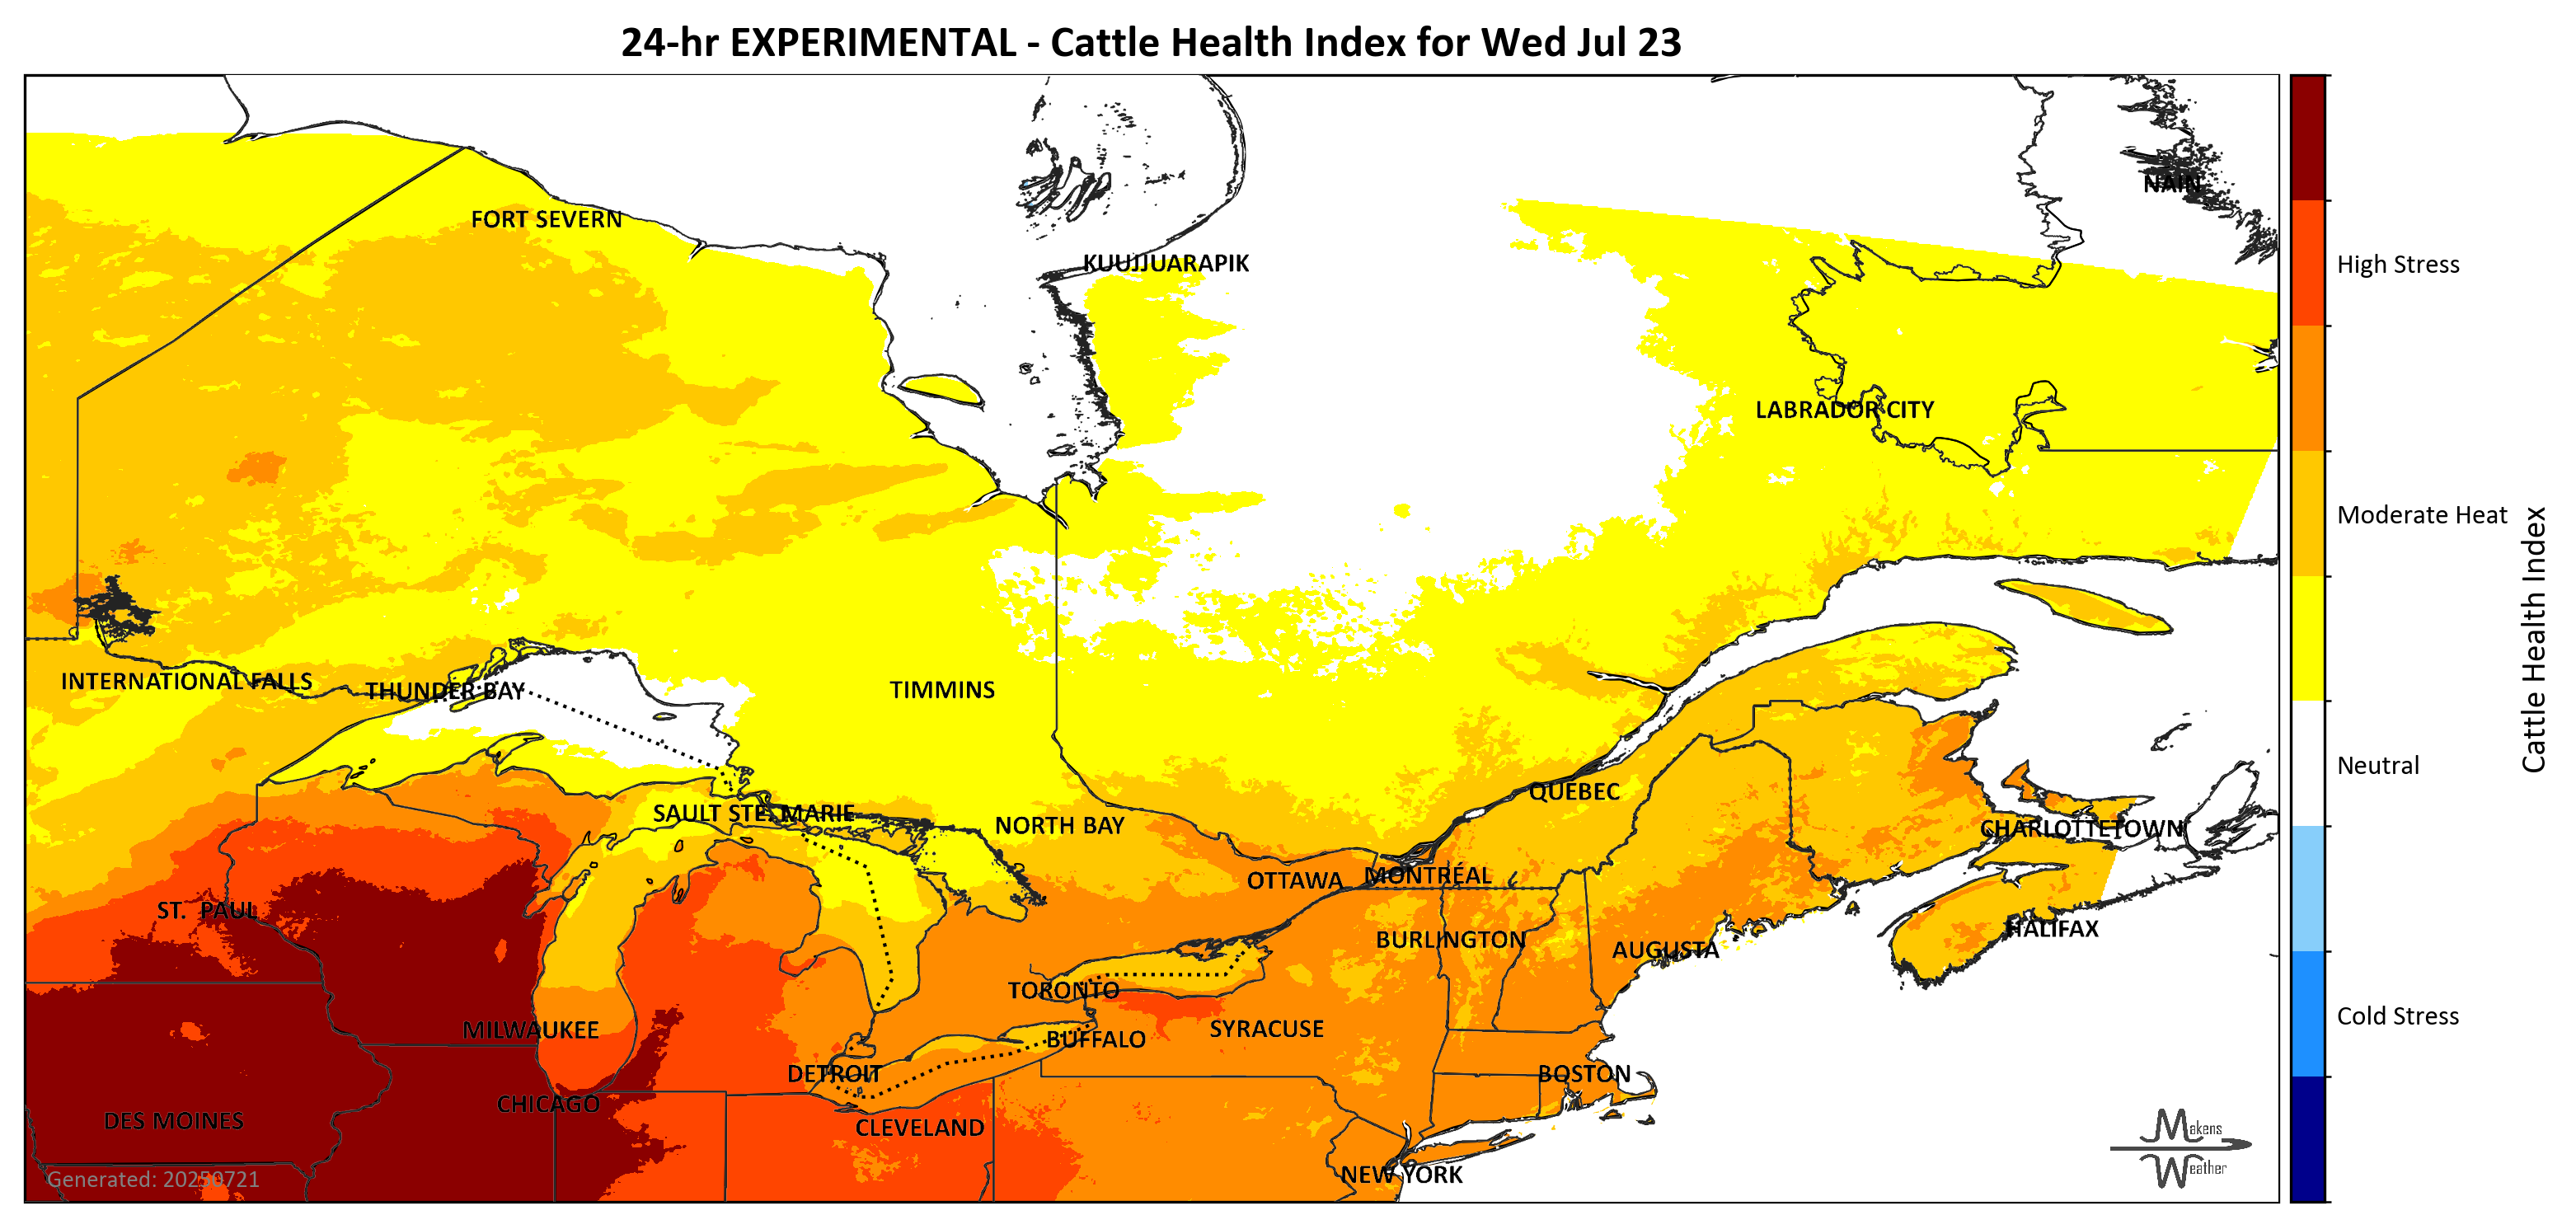 24-hr EXPERIMENTAL - Cattle Health Index for Wed Jul 23
NAIN
FORT SEVERN
KUUJJUARAPIK
High Stress
LABRADOR CITY
Moderate Heat
Cattle Health Index
INTERNATIONAL FALLS
THUNDER BAY
TIMMINS
Neutral
QUEBEC
SAULT STE. MARIE
NORTH BAY
CHARLOTTETOWN
OTTAWA
MONTRÉAL
ST. PAUL
HALIFAX
BURLINGTON
AUGUSTA
TORONTO
Cold Stress
MILWAUKEE
SYRACUSE
BUFFALO
DETROIT
BOSTON
CHICAGO
DES MOINES
CLEVELAND
Makens
Weather
NEW YORK
Generated: 20250721